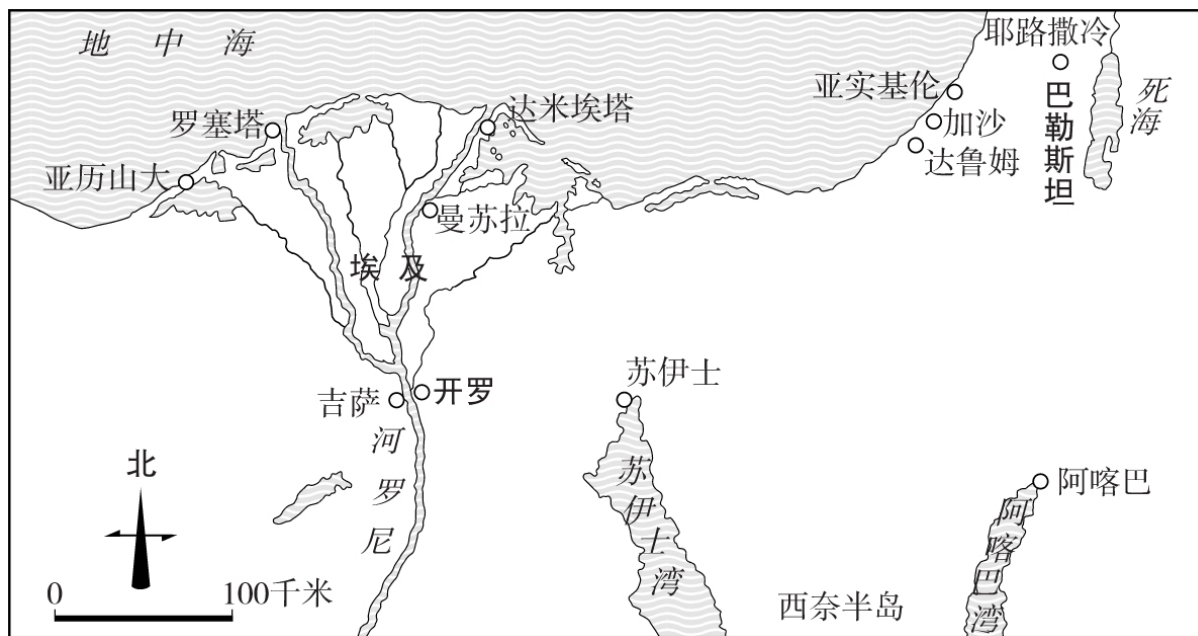 地中海
耶路撒冷
亚实基伦
死海
罗塞塔
达米埃塔
加沙
巴勒斯坦
达鲁姆
亚历山大
曼苏拉
埃及
苏伊士
吉萨
开罗
河罗尼
北
苏伊士湾
阿喀巴
阿喀巴湾
0 100千米
西奈半岛